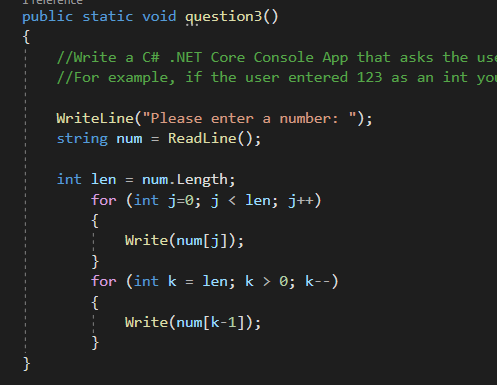 1 reference
public static void question3()
{
//Write a C# .NET Core Console App that asks the use
//For example, if the user entered 123 as an int you
WriteLine("Please enter a number: ");
string num = ReadLine();
int len = num.Length;
for (int j=0; j < len; j++)
{
Write(num[j]);
}
for (int k = len; k > 0; k--)
{
Write(num[k-1]);
}
}